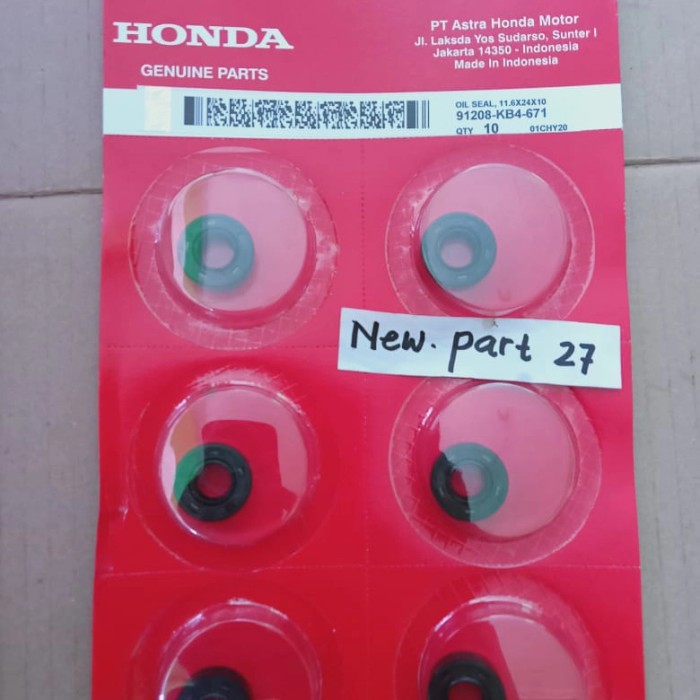 HONDA
GENUINE PARTS
PT Astra Honda Motor
Jl. Laksda Yos Sudarso, Sunter I
Jakarta 14350 - Indonesia
Made In Indonesia
OIL SEAL, 11.6X24X10
91208-KB4-671
QTY 10 01CHY20
New. part 27